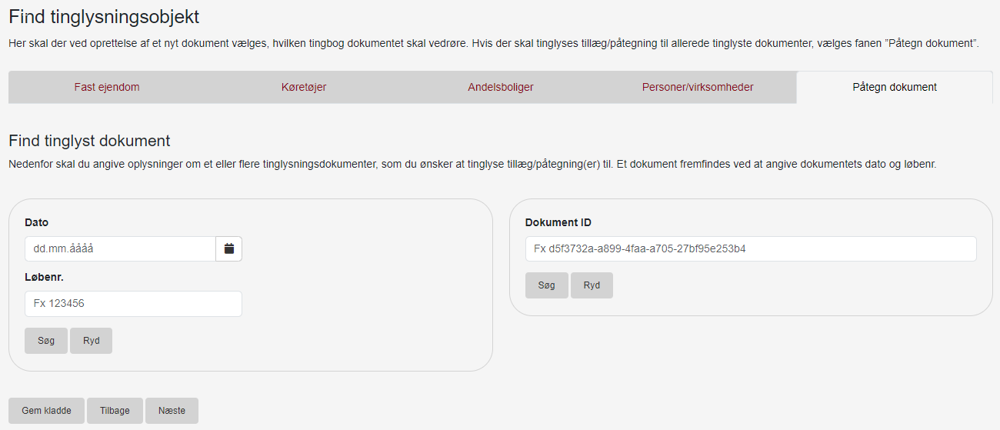 Find tinglysningsobjekt
Her skal der ved oprettelse af et nyt dokument vælges, hvilken tingbog dokumentet skal vedrøre. Hvis der skal tinglyses tillæg/påtegning til allerede tinglyste dokumenter, vælges fanen ”Påtegn dokument”.
Fast ejendom
Køretøjer
Andelsboliger
Personer/virksomheder
Påtegn dokument
Find tinglyst dokument
Nedenfor skal du angive oplysninger om et eller flere tinglysningsdokumenter, som du ønsker at tinglyse tillæg/påtegning(er) til. Et dokument fremfindes ved at angive dokumentets dato og løbenr.
Dato
dd.mm.åååå
Løbenr.
Fx 123456
Søg
Ryd
Dokument ID
Fx d5f3732a-a899-4faa-a705-27bf95e253b4
Søg
Ryd
Gem kladde
Tilbage
Næste